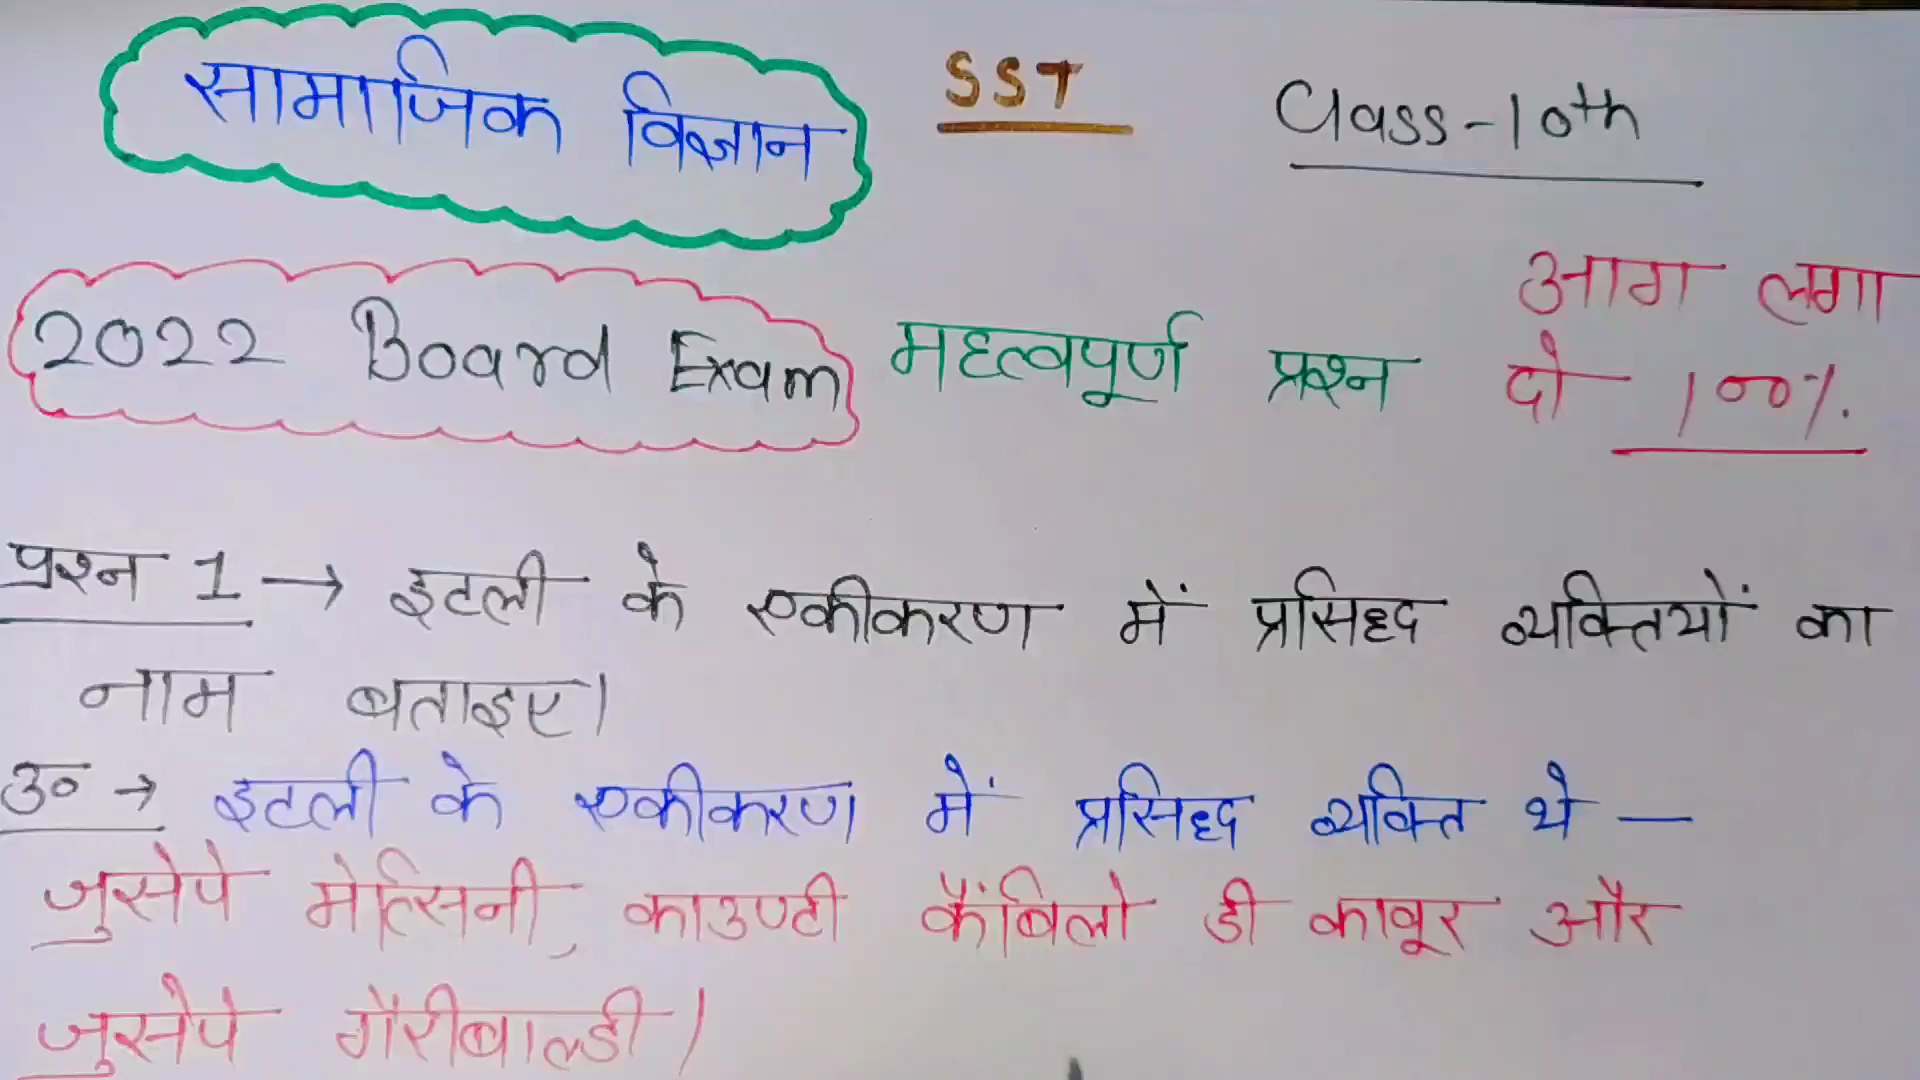 सामाजिक विज्ञान
SST
Class-10th
2022 Board Exam
महत्वपूर्ण प्रश्न
आग लगा
दो 100%.
प्रश्न 1 → इटली के एकीकरण में प्रसिद्ध व्यक्तियों का
नाम बताइए।
उ० → इटली के एकीकरण में प्रसिद्ध व्यक्ति थे —
जुसेपे मेत्सिनी, काउण्टी कैंबिलो डी कावूर और
जुसेपे गैरीबाल्डी।